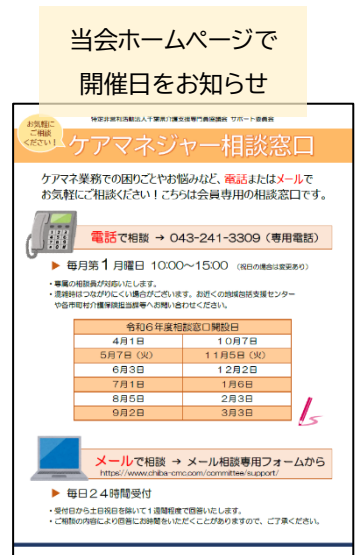 当会ホームページで
開催日をお知らせ
特定非営利活動法人千葉県介護支援専門員協議会 サポート委員会
お気軽に
ご相談
ください！
ケアマネジャー相談窓口
ケアマネ業務での困りごとやお悩みなど、電話またはメールで
お気軽にご相談ください！こちらは会員専用の相談窓口です。
電話で相談 → 043-241-3309（専用電話）
▶ 毎月第1月曜日 10:00～15:00 （祝日の場合は変更あり）
・専属の相談員が対応いたします。
・混雑時はつながりにくい場合がございます。お近くの地域包括支援センター
や各市町村介護保険担当課等へお問い合わせください。
令和6年度相談窓口開設日
4月1日 10月7日
5月7日（火） 11月5日（火）
6月3日 12月2日
7月1日 1月6日
8月5日 2月3日
9月2日 3月3日
メールで相談 → メール相談専用フォームから
https://www.chiba-cmc.com/committee/support/
▶ 毎日24時間受付
・受付日から土日祝日を除いて1週間程度で回答いたします。
・ご相談の内容により回答にお時間をいただくことがありますので、ご了承ください。